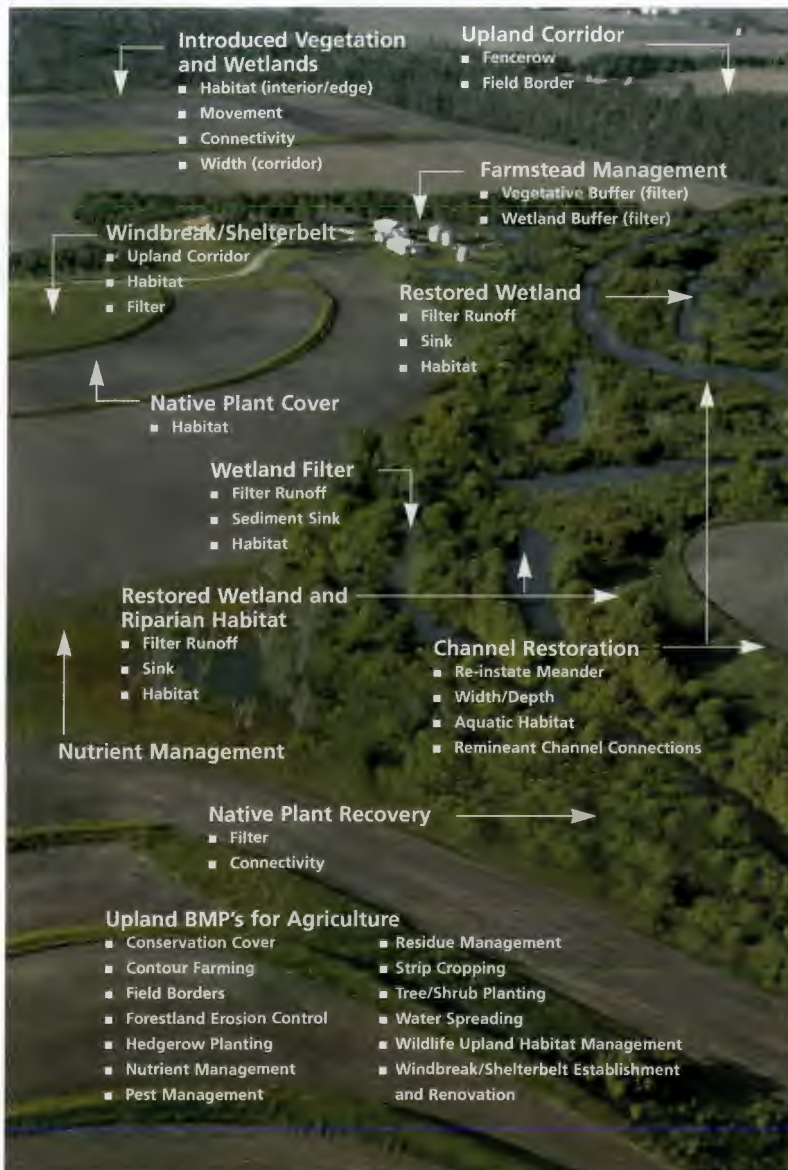 Introduced Vegetation
and Wetlands
■ Habitat (interior/edge)
■ Movement
■ Connectivity
■ Width (corridor)
Upland Corridor
■ Fencerow
■ Field Border
Farmstead Management
■ Vegetative Buffer (filter)
■ Wetland Buffer (filter)
Windbreak/Shelterbelt
■ Upland Corridor
■ Habitat
■ Filter
Restored Wetland
■ Filter Runoff
■ Sink
■ Habitat
Native Plant Cover
■ Habitat
Wetland Filter
■ Filter Runoff
■ Sediment Sink
■ Habitat
Restored Wetland and
Riparian Habitat
■ Filter Runoff
■ Sink
■ Habitat
Channel Restoration
■ Re-instate Meander
■ Width/Depth
■ Aquatic Habitat
■ Remineant Channel Connections
Nutrient Management
Native Plant Recovery
■ Filter
■ Connectivity
Upland BMP's for Agriculture
■ Conservation Cover
■ Contour Farming
■ Field Borders
■ Forestland Erosion Control
■ Hedgerow Planting
■ Nutrient Management
■ Pest Management
■ Residue Management
■ Strip Cropping
■ Tree/Shrub Planting
■ Water Spreading
■ Wildlife Upland Habitat Management
■ Windbreak/Shelterbelt Establishment
and Renovation